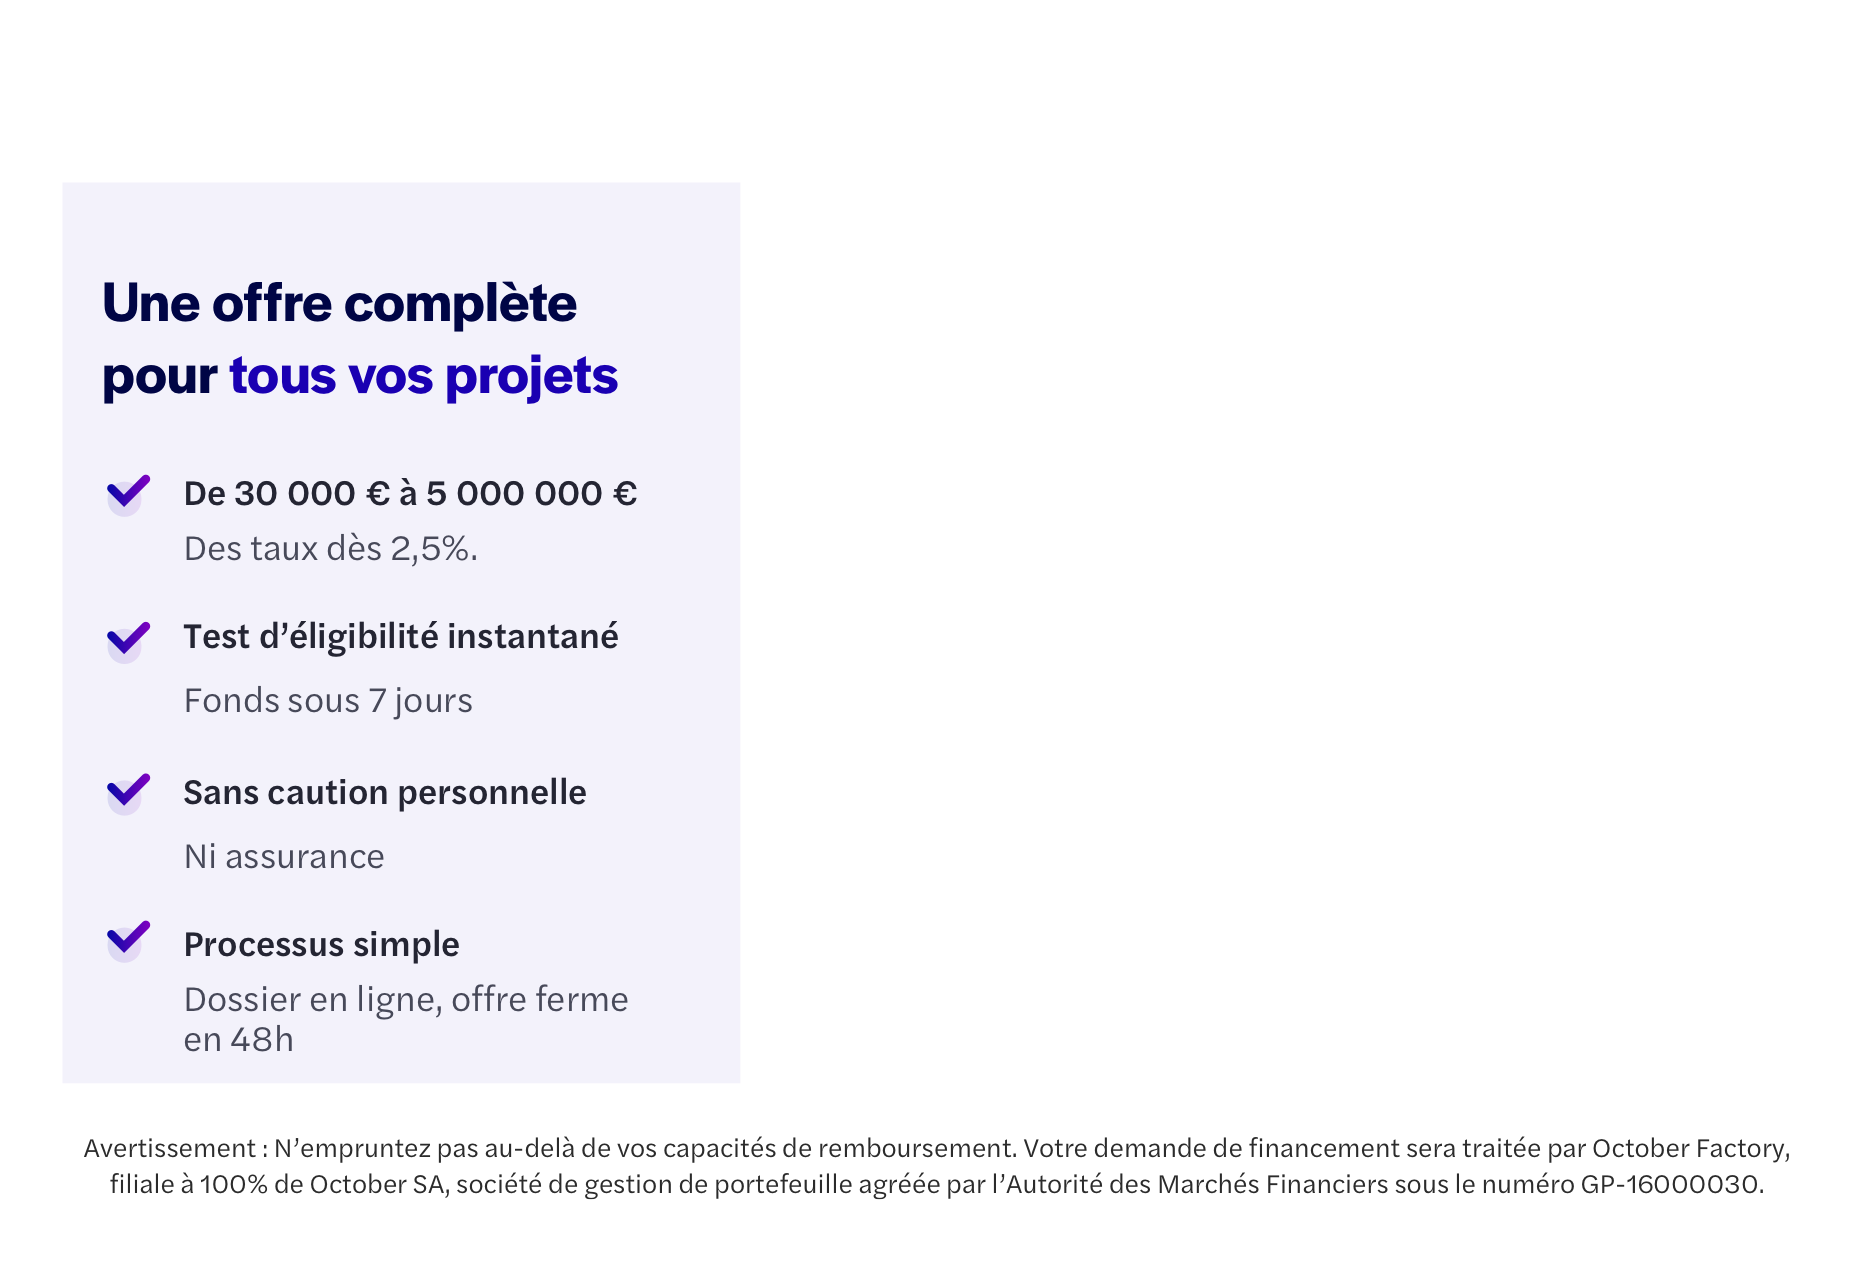 Une offre complète
pour tous vos projets
De 30 000 € à 5 000 000 €
Des taux dès 2,5%.
Test d’éligibilité instantané
Fonds sous 7 jours
Sans caution personnelle
Ni assurance
Processus simple
Dossier en ligne, offre ferme
en 48h
Avertissement : N’empruntez pas au-delà de vos capacités de remboursement. Votre demande de financement sera traitée par October Factory,
filiale à 100% de October SA, société de gestion de portefeuille agréée par l’Autorité des Marchés Financiers sous le numéro GP-16000030.